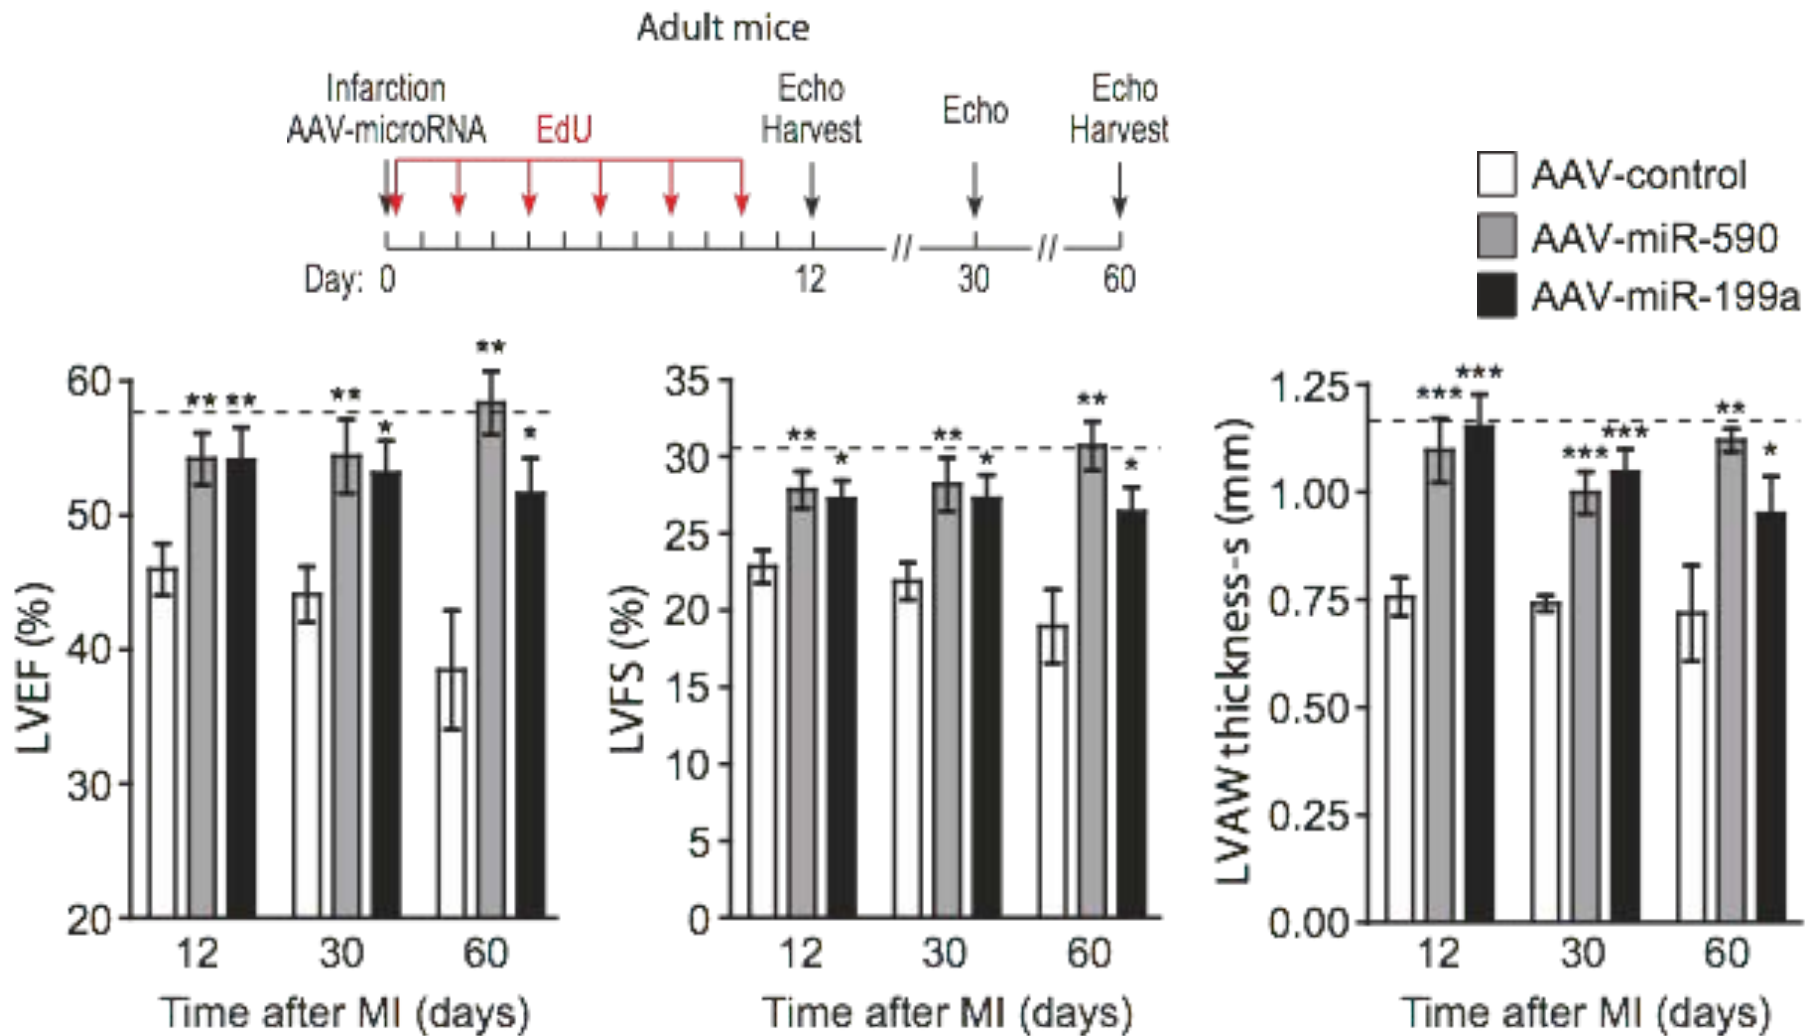 Adult mice
Infarction
AAV-microRNA
EdU
Echo
Harvest
Echo
Echo
Harvest
Day: 0 12 30 60
AAV-control
AAV-miR-590
AAV-miR-199a
LVEF (%)
60
50
40
30
20
** **
** *
** *
12 30 60
Time after MI (days)
LVFS (%)
35
30
25
20
15
10
5
0
** *
** *
** *
12 30 60
Time after MI (days)
LVAW thickness-s (mm)
1.25
1.00
0.75
0.50
0.25
0.00
*** ***
*** ***
** *
12 30 60
Time after MI (days)